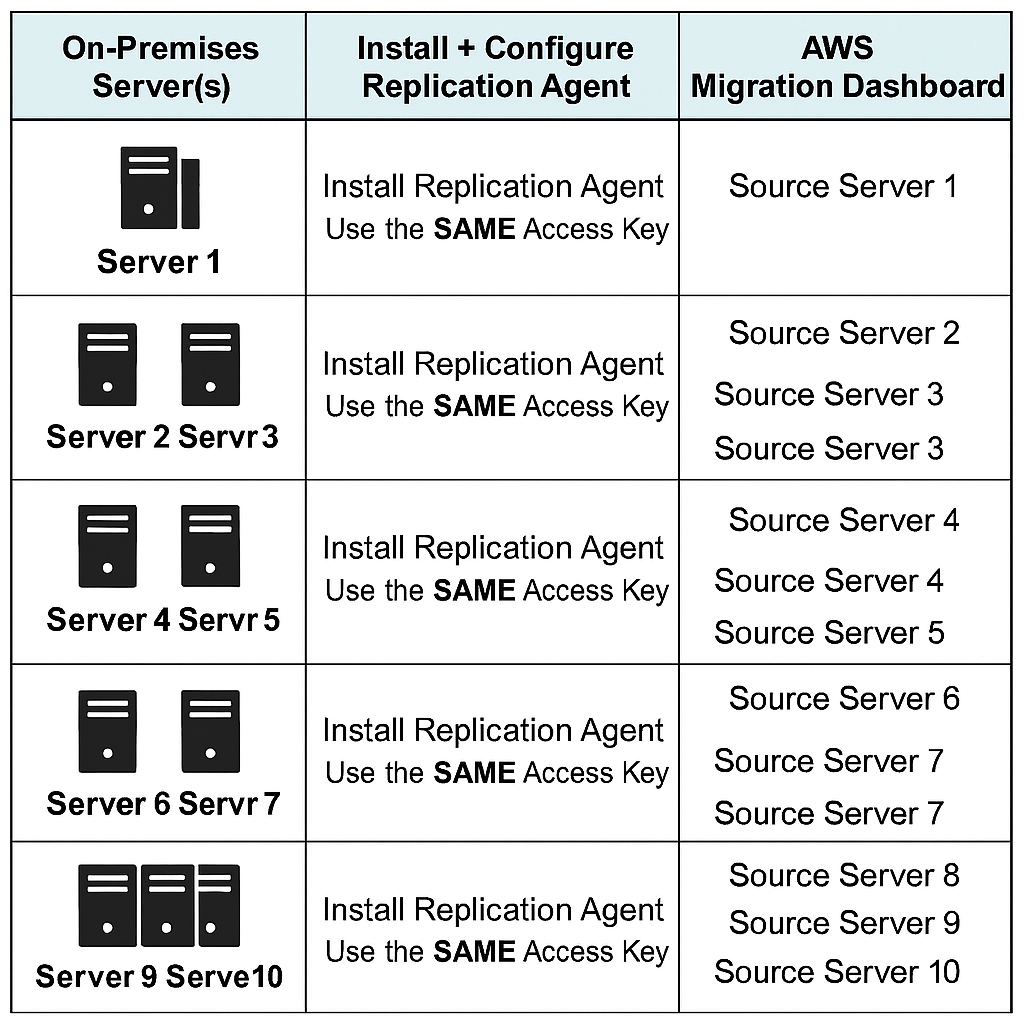 On-Premises
Server(s)
Install + Configure
Replication Agent
AWS
Migration Dashboard
Server 1
Install Replication Agent
Use the SAME Access Key
Source Server 1
Server 2 Servr 3
Install Replication Agent
Use the SAME Access Key
Source Server 2
Source Server 3
Source Server 3
Server 4 Servr 5
Install Replication Agent
Use the SAME Access Key
Source Server 4
Source Server 4
Source Server 5
Server 6 Servr 7
Install Replication Agent
Use the SAME Access Key
Source Server 6
Source Server 7
Source Server 7
Server 9 Serve10
Install Replication Agent
Use the SAME Access Key
Source Server 8
Source Server 9
Source Server 10